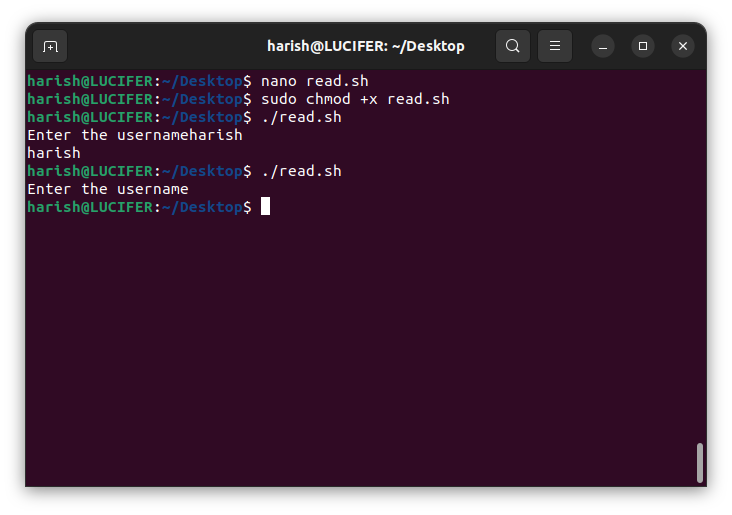 harish@LUCIFER: ~/Desktop
harish@LUCIFER:~/Desktop$ nano read.sh
harish@LUCIFER:~/Desktop$ sudo chmod +x read.sh
harish@LUCIFER:~/Desktop$ ./read.sh
Enter the usernameharish
harish
harish@LUCIFER:~/Desktop$ ./read.sh
Enter the username
harish@LUCIFER:~/Desktop$